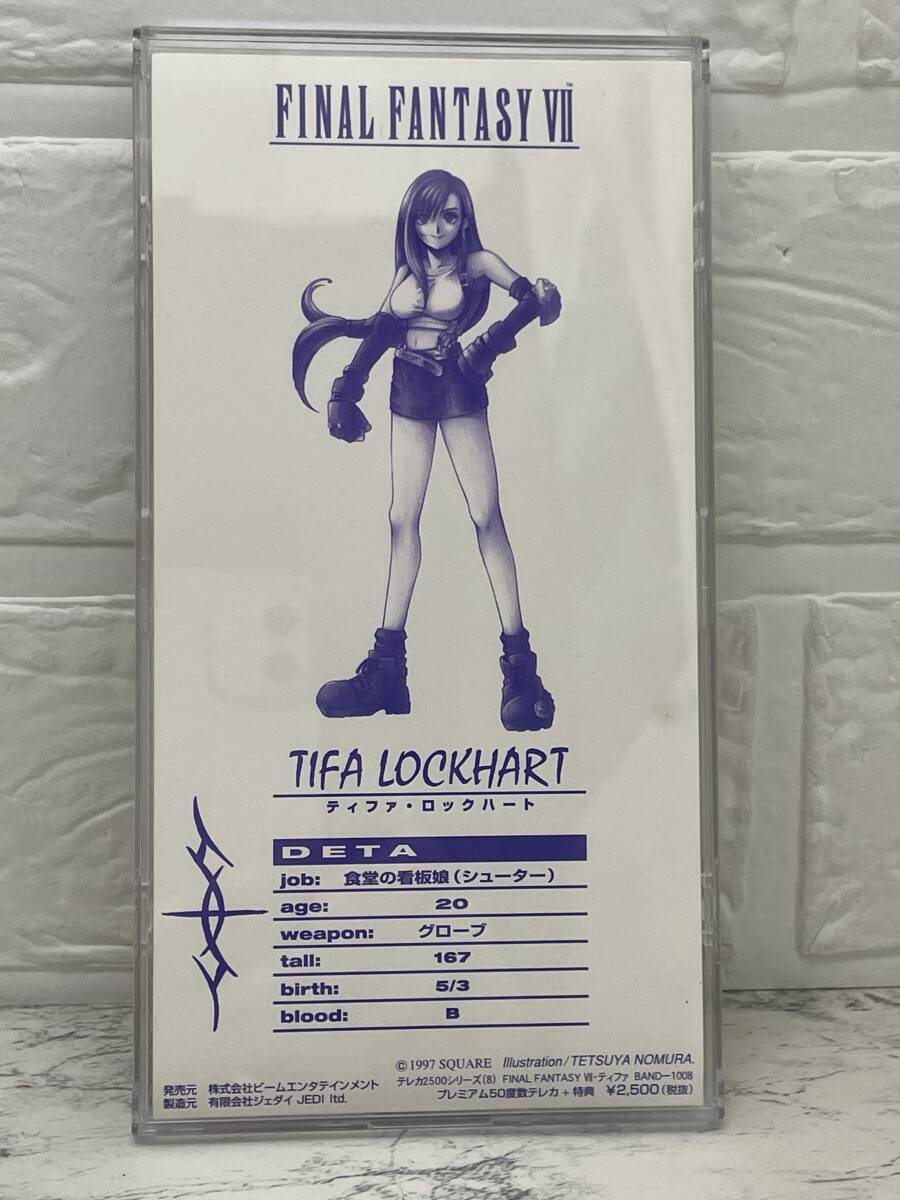 FINAL FANTASY VII™
TIFA LOCKHART
ティファ・ロックハート
DETA
job: 食堂の看板娘(シューター)
age: 20
weapon: グローブ
tall: 167
birth: 5/3
blood: B
©1997 SQUARE Illustration/TETSUYA NOMURA.
発売元 株式会社ビームエンタテインメント テレカ2500シリーズ(8) FINAL FANTASY Ⅶ・ティファ BAND-1008
製造元 有限会社ジェダイ JEDI ltd. プレミアム50度数テレカ+特典 ¥2,500(税抜)